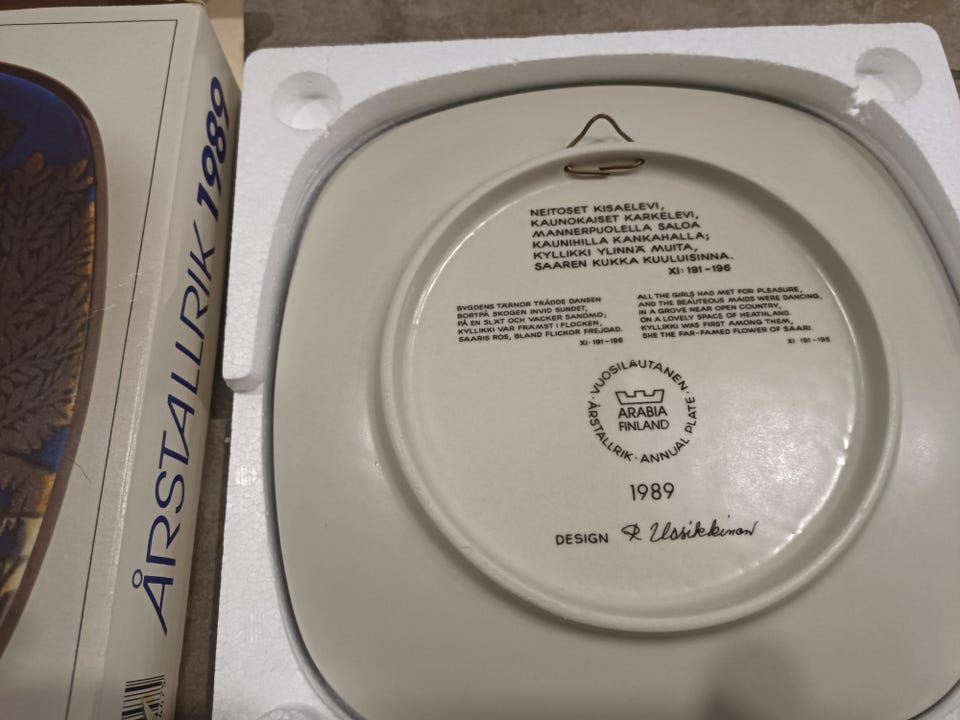 ÅRSTALLRIK 1989
NEITOSET KISAELEVI,
KAUNOKAISET KARKELEVI,
MANNERPUOLELLA SALOA
KAUNIHILLA KANKAHALLA;
KYLLIKKI YLINNÄ MUITA,
SAAREN KUKKA KUULUISINNA.
XI: 191–196
BYGDENS TÄRNOR TRÄDDE DANSEN
BORTPÅ SKOGEN INVID SUNDET,
PÅ EN SLÄT OCH VACKER SANDMO;
KYLLIKKI VAR FRÄMST I FLOCKEN,
SAARIS ROS, BLAND FLICKOR FREJDAD.
XI: 191–196
ALL THE GIRLS HAD MET FOR PLEASURE,
AND THE BEAUTEOUS MAIDS WERE DANCING,
IN A GROVE NEAR OPEN COUNTRY,
ON A LOVELY SPACE OF HEATHLAND.
KYLLIKKI WAS FIRST AMONG THEM,
SHE THE FAR-FAMED FLOWER OF SAARI.
XI: 191–196
· VUOSILAUTANEN · ANNUAL PLATE · ÅRSTALLRIK
ARABIA
FINLAND
1989
DESIGN R Uosikkinen